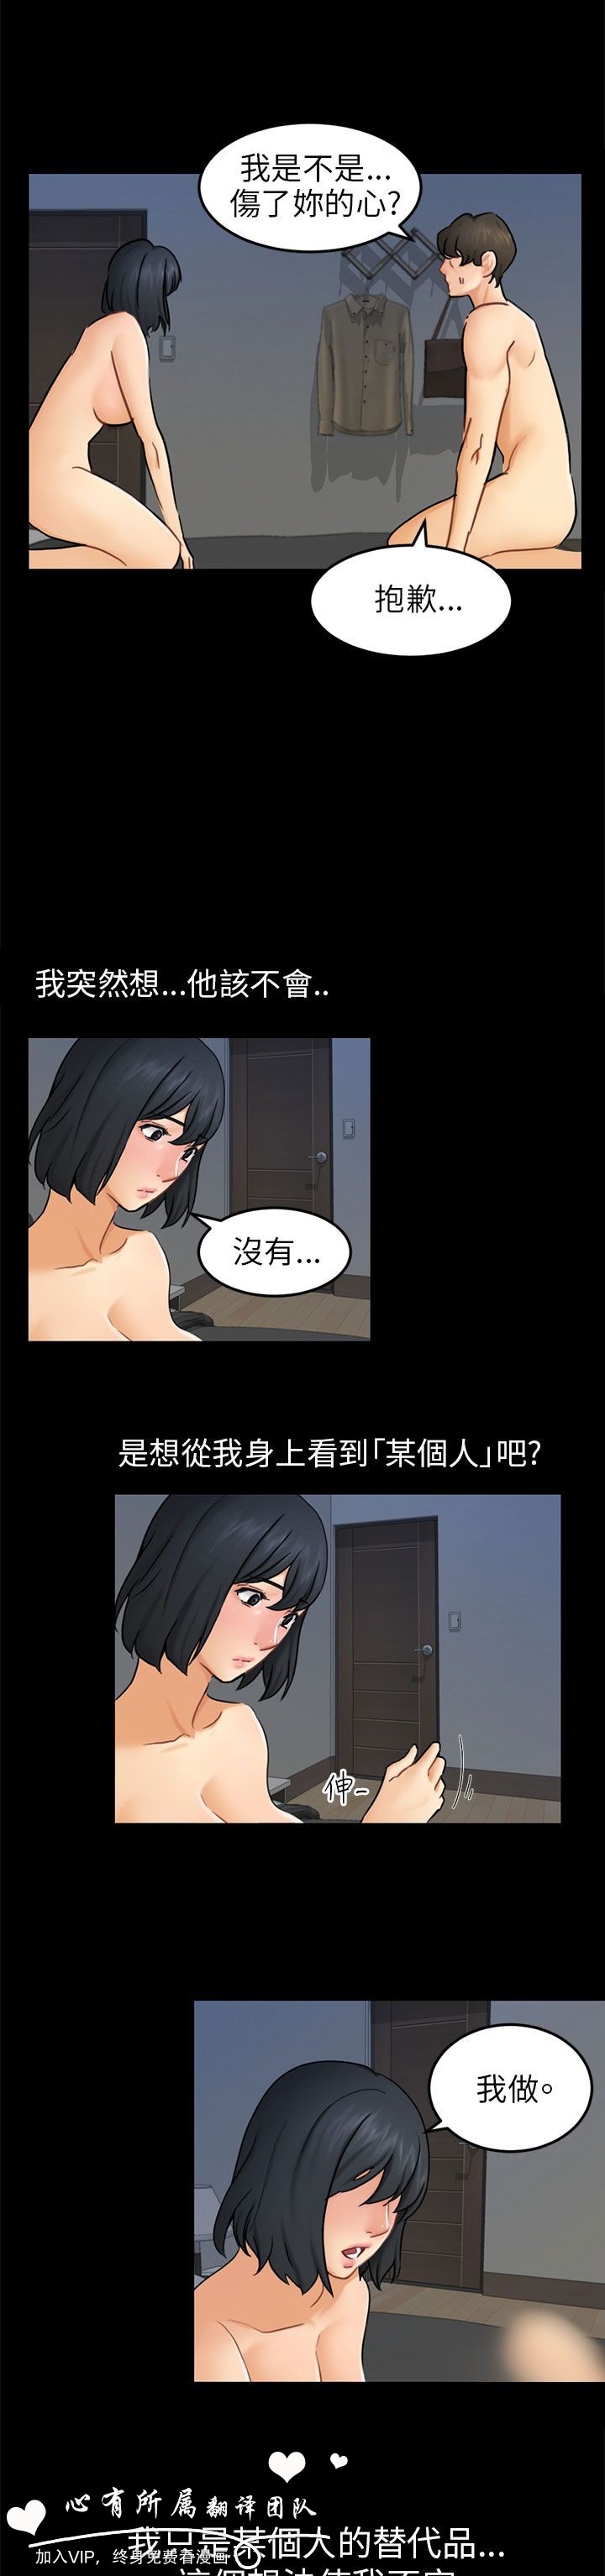 我是不是...
傷了妳的心?
抱歉...
我突然想...他該不會..
沒有...
是想從我身上看到「某個人」吧?
伸-
我做。
心有所属翻译团队
我只是某個人的替代品...
加入VIP，终身免费看漫画